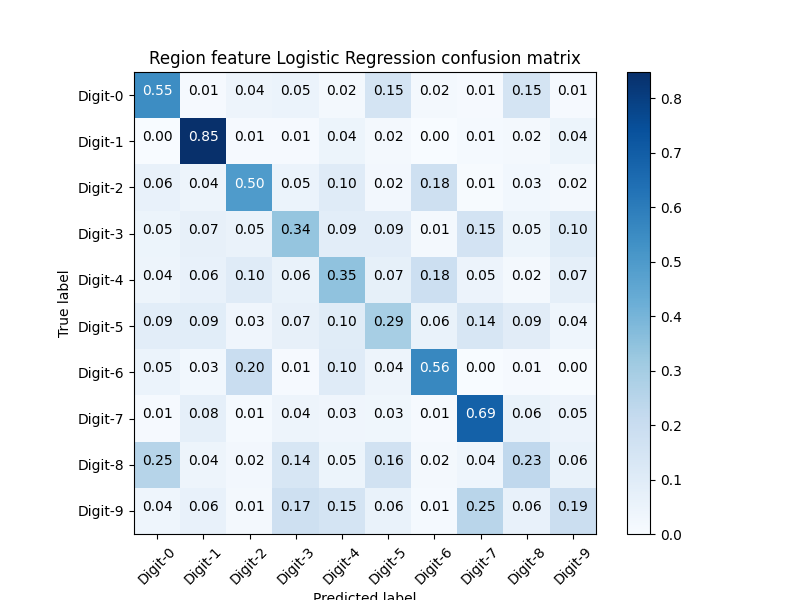 Region feature Logistic Regression confusion matrix
Digit-0 0.55 0.01 0.04 0.05 0.02 0.15 0.02 0.01 0.15 0.01
Digit-1 0.00 0.85 0.01 0.01 0.04 0.02 0.00 0.01 0.02 0.04
Digit-2 0.06 0.04 0.50 0.05 0.10 0.02 0.18 0.01 0.03 0.02
Digit-3 0.05 0.07 0.05 0.34 0.09 0.09 0.01 0.15 0.05 0.10
Digit-4 0.04 0.06 0.10 0.06 0.35 0.07 0.18 0.05 0.02 0.07
Digit-5 0.09 0.09 0.03 0.07 0.10 0.29 0.06 0.14 0.09 0.04
Digit-6 0.05 0.03 0.20 0.01 0.10 0.04 0.56 0.00 0.01 0.00
Digit-7 0.01 0.08 0.01 0.04 0.03 0.03 0.01 0.69 0.06 0.05
Digit-8 0.25 0.04 0.02 0.14 0.05 0.16 0.02 0.04 0.23 0.06
Digit-9 0.04 0.06 0.01 0.17 0.15 0.06 0.01 0.25 0.06 0.19
True label
Digit-0 Digit-1 Digit-2 Digit-3 Digit-4 Digit-5 Digit-6 Digit-7 Digit-8 Digit-9
Predicted label
0.8
0.7
0.6
0.5
0.4
0.3
0.2
0.1
0.0